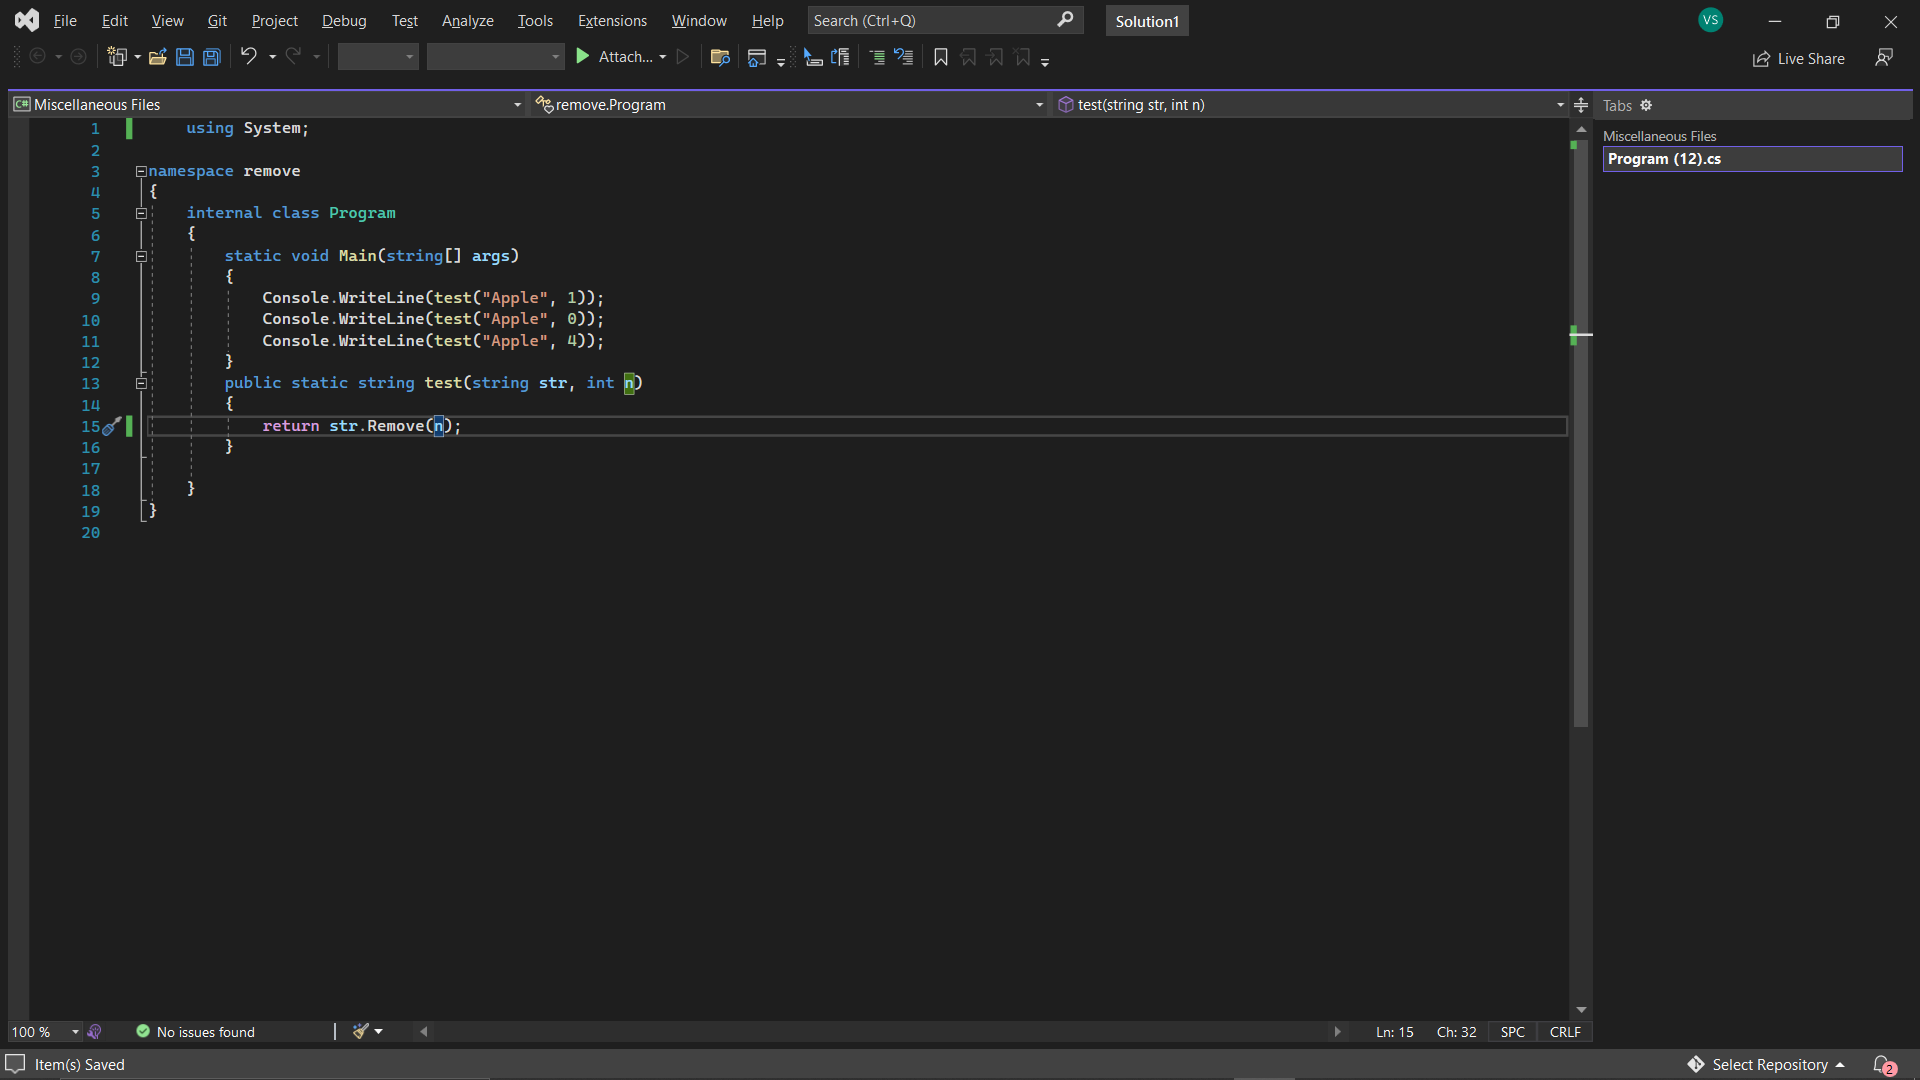 File Edit View Git Project Debug Test Analyze Tools Extensions Window Help Search (Ctrl+Q) Solution1 VS
Attach... Live Share
C# Miscellaneous Files remove.Program test(string str, int n) Tabs
Miscellaneous Files
Program (12).cs
1 using System;
2
3 namespace remove
4 {
5 internal class Program
6 {
7 static void Main(string[] args)
8 {
9 Console.WriteLine(test("Apple", 1));
10 Console.WriteLine(test("Apple", 0));
11 Console.WriteLine(test("Apple", 4));
12 }
13 public static string test(string str, int n)
14 {
15 return str.Remove(n);
16 }
17
18 }
19 }
20
100 % No issues found Ln: 15 Ch: 32 SPC CRLF
Item(s) Saved Select Repository 2